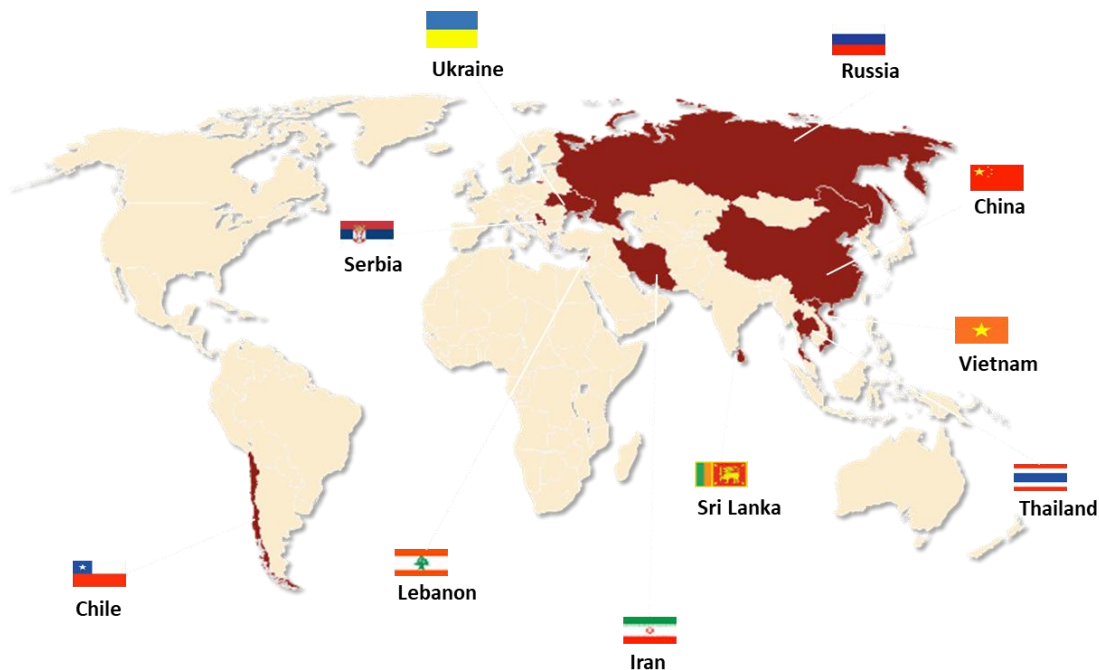 Ukraine
Russia
China
Serbia
Vietnam
Sri Lanka
Thailand
Lebanon
Chile
Iran